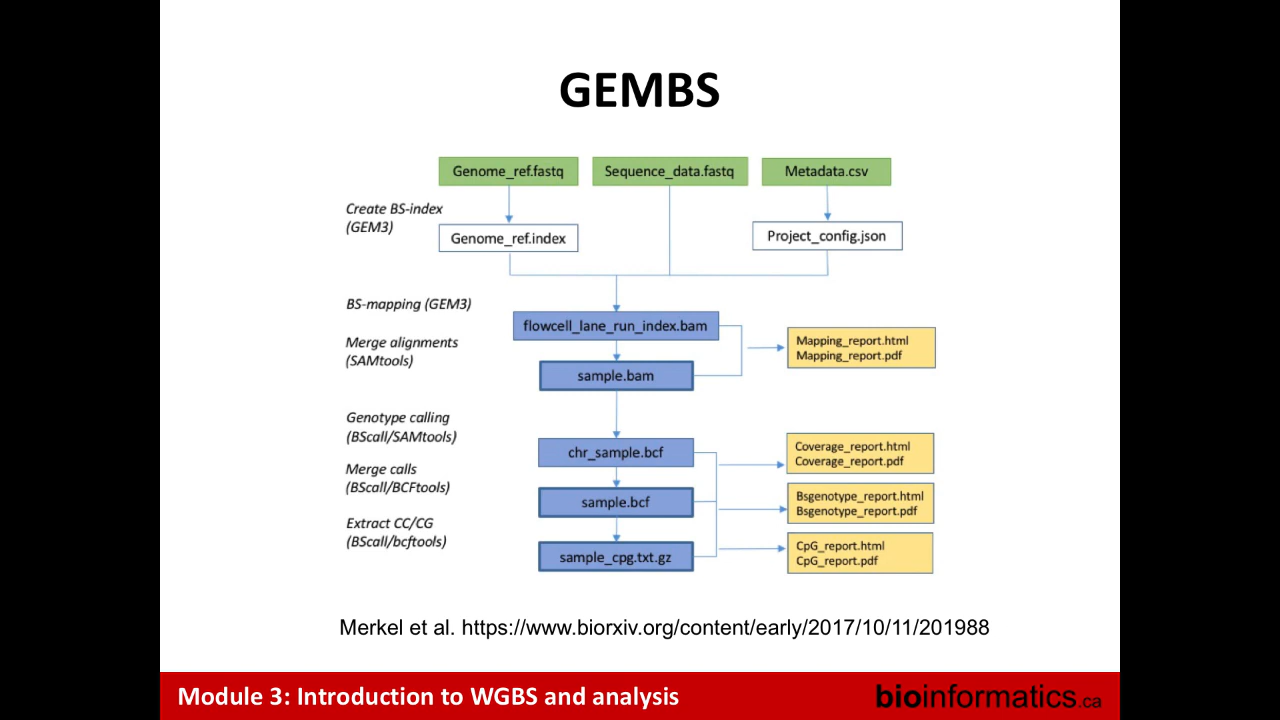 GEMBS
Genome_ref.fastq
Sequence_data.fastq
Metadata.csv
Create BS-index
(GEM3)
Genome_ref.index
Project_config.json
BS-mapping (GEM3)
flowcell_lane_run_index.bam
Merge alignments
(SAMtools)
Mapping_report.html
Mapping_report.pdf
sample.bam
Genotype calling
(BScall/SAMtools)
chr_sample.bcf
Coverage_report.html
Coverage_report.pdf
Merge calls
(BScall/BCFtools)
sample.bcf
Bsgenotype_report.html
Bsgenotype_report.pdf
Extract CC/CG
(BScall/bcftools)
sample_cpg.txt.gz
CpG_report.html
CpG_report.pdf
Merkel et al. https://www.biorxiv.org/content/early/2017/10/11/201988
Module 3: Introduction to WGBS and analysis
bioinformatics.ca